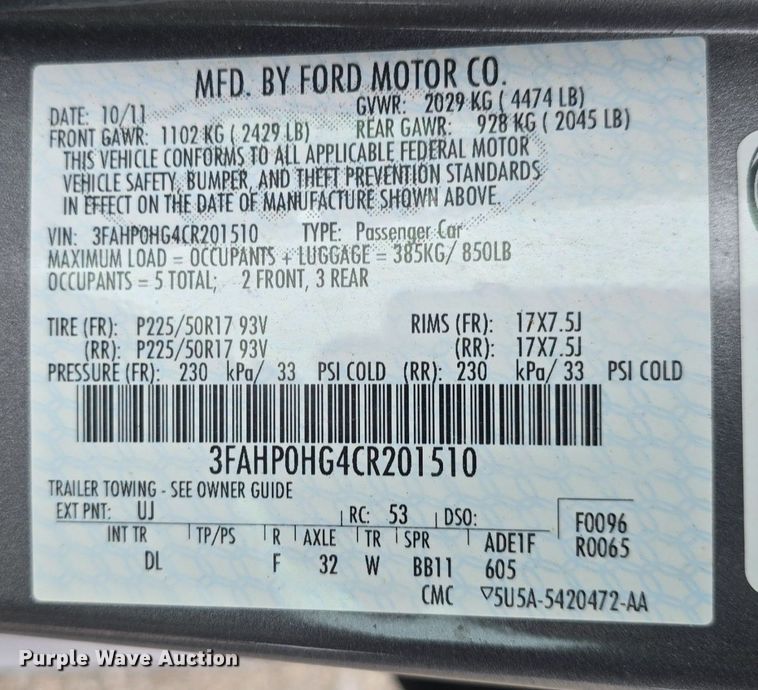 MFD. BY FORD MOTOR CO.
DATE: 10/11 GVWR: 2029 KG ( 4474 LB)
FRONT GAWR: 1102 KG ( 2429 LB) REAR GAWR: 928 KG ( 2045 LB)
THIS VEHICLE CONFORMS TO ALL APPLICABLE FEDERAL MOTOR
VEHICLE SAFETY, BUMPER, AND THEFT PREVENTION STANDARDS
IN EFFECT ON THE DATE OF MANUFACTURE SHOWN ABOVE.
VIN: 3FAHP0HG4CR201510 TYPE: Passenger Car
MAXIMUM LOAD = OCCUPANTS + LUGGAGE = 385KG/ 850LB
OCCUPANTS = 5 TOTAL; 2 FRONT, 3 REAR
TIRE (FR): P225/50R17 93V RIMS (FR): 17X7.5J
(RR): P225/50R17 93V (RR): 17X7.5J
PRESSURE (FR): 230 kPa/ 33 PSI COLD (RR): 230 kPa/ 33 PSI COLD
3FAHP0HG4CR201510
TRAILER TOWING - SEE OWNER GUIDE
EXT PNT: UJ RC: 53 DSO: F0096
INT TR TP/PS R AXLE TR SPR ADE1F R0065
DL F 32 W BB11 605
CMC ▽5U5A-5420472-AA
Purple Wave Auction